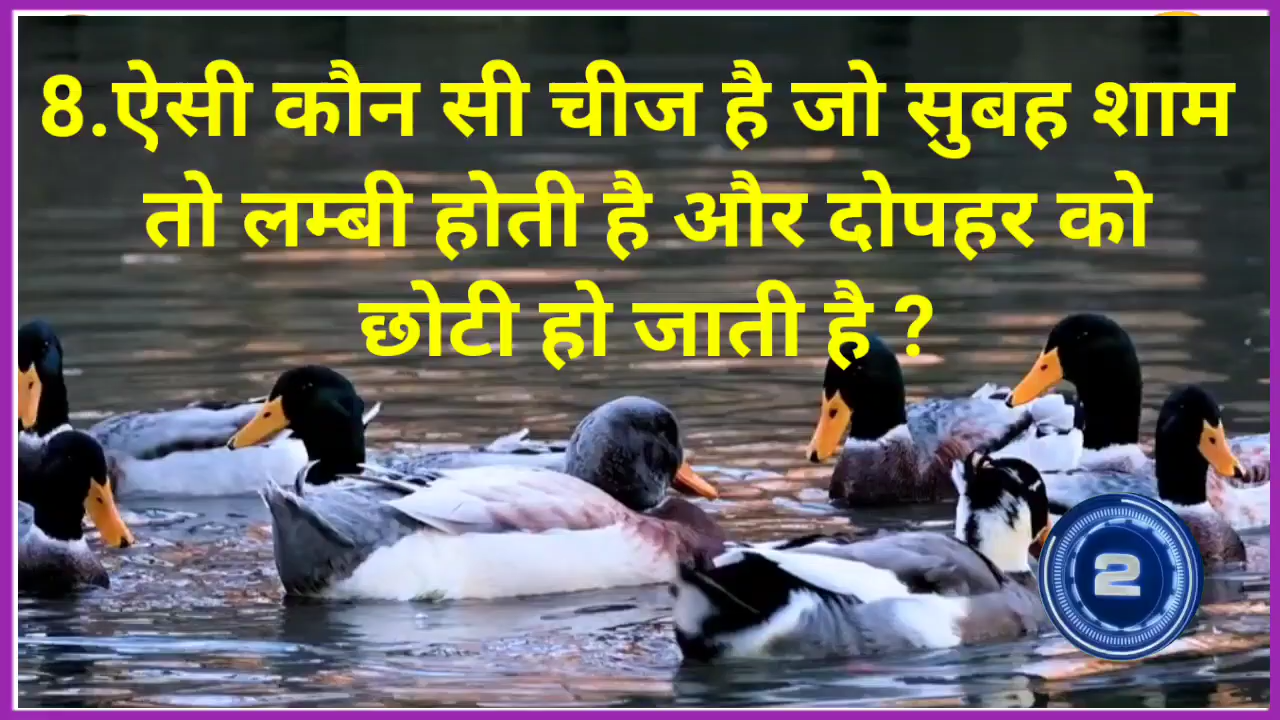 8.ऐसी कौन सी चीज है जो सुबह शाम
तो लम्बी होती है और दोपहर को
छोटी हो जाती है ?
2